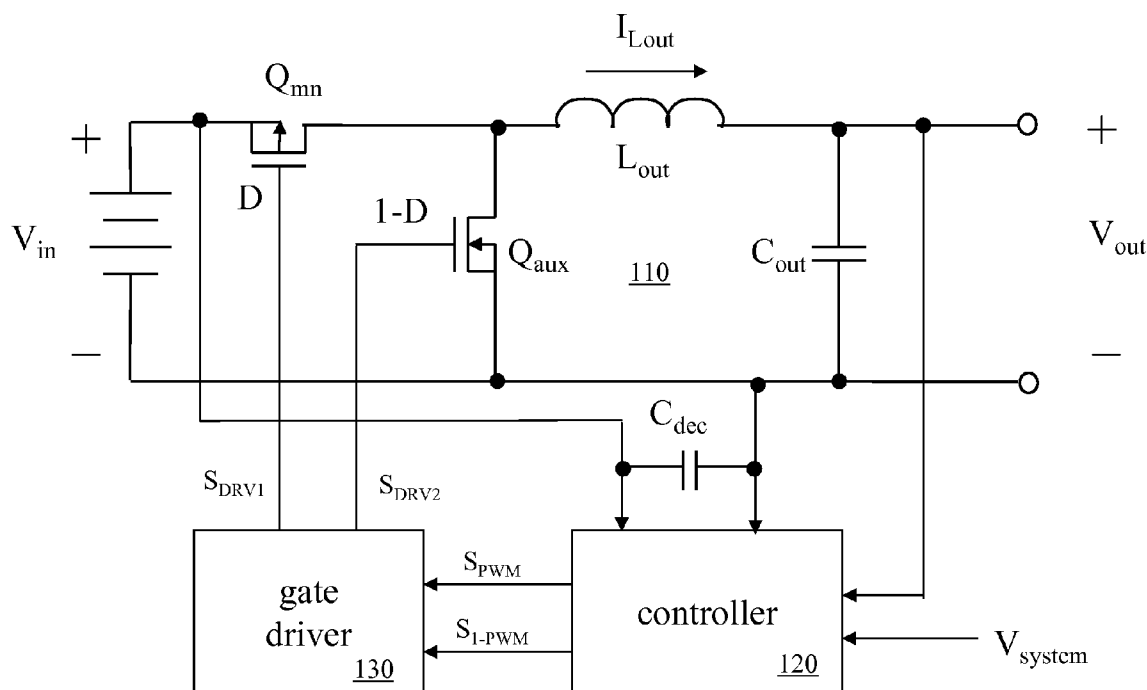 I_Lout
Q_mn
+
+
L_out
D
1-D
V_in
Q_aux
C_out
V_out
110
−
−
C_dec
S_DRV1
S_DRV2
S_PWM
gate
driver
controller
S_1-PWM
130
120
V_system